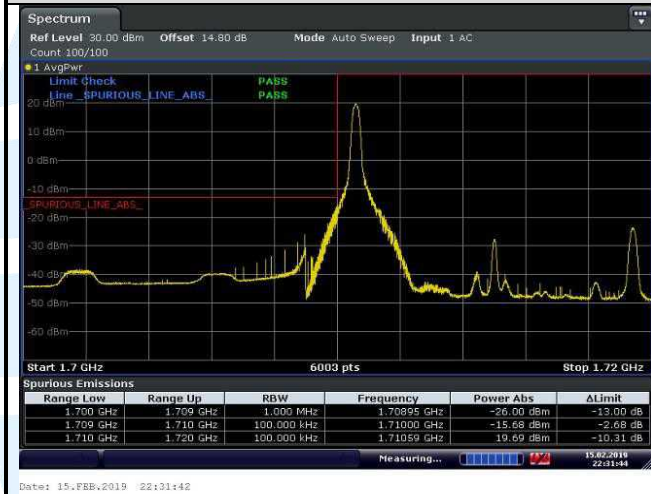 Spectrum
Ref Level 30.00 dBm Offset 14.80 dB Mode Auto Sweep Input 1 AC
Count 100/100
1 AvgPwr
Limit Check PASS
Line _SPURIOUS_LINE_ABS_ PASS
20 dBm
10 dBm
0 dBm
-10 dBm
_SPURIOUS_LINE_ABS_
-20 dBm
-30 dBm
-40 dBm
-50 dBm
-60 dBm
Start 1.7 GHz 6003 pts Stop 1.72 GHz
Spurious Emissions
Range Low Range Up RBW Frequency Power Abs ΔLimit
1.700 GHz 1.709 GHz 1.000 MHz 1.70895 GHz -26.00 dBm -13.00 dB
1.709 GHz 1.710 GHz 100.000 kHz 1.71000 GHz -15.68 dBm -2.68 dB
1.710 GHz 1.720 GHz 100.000 kHz 1.71059 GHz 19.69 dBm -10.31 dB
Measuring... 15.02.2019
22:31:44
Date: 15.FEB.2019 22:31:42